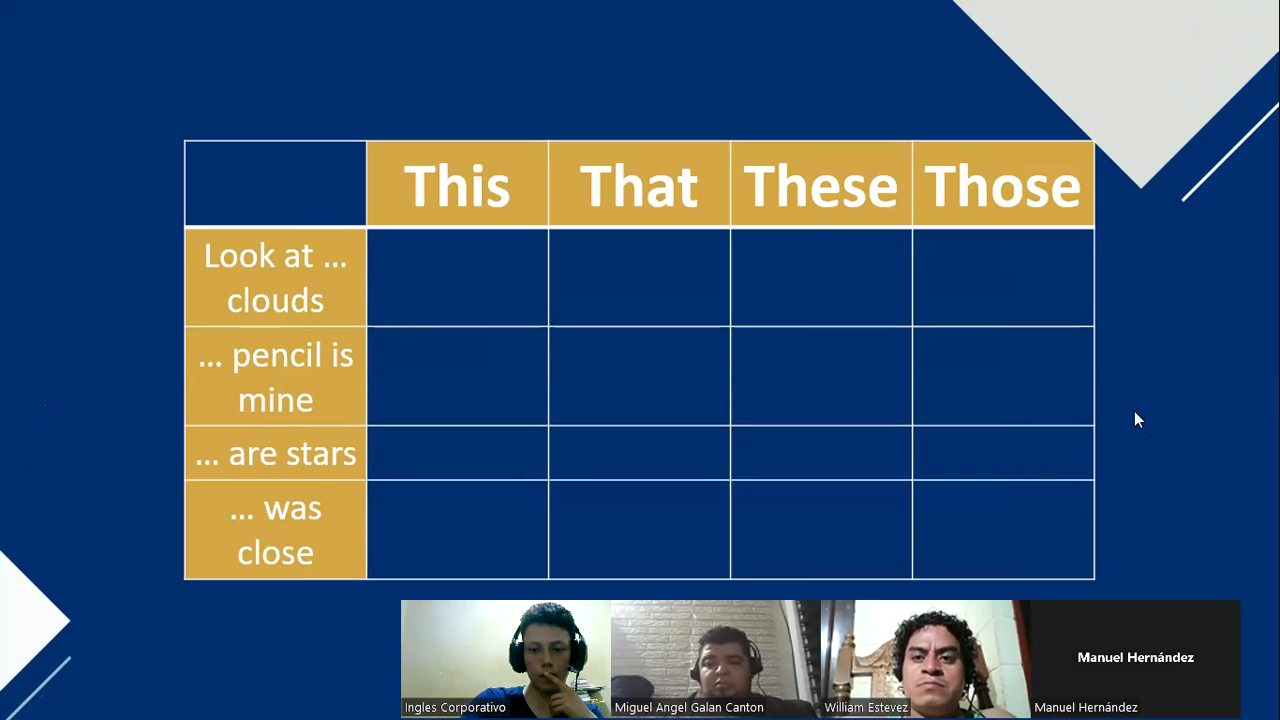 This That These Those
Look at ...
clouds
... pencil is
mine
... are stars
... was
close
Manuel Hernández
Ingles Corporativo
Miguel Angel Galan Canton
William Estevez
Manuel Hernández